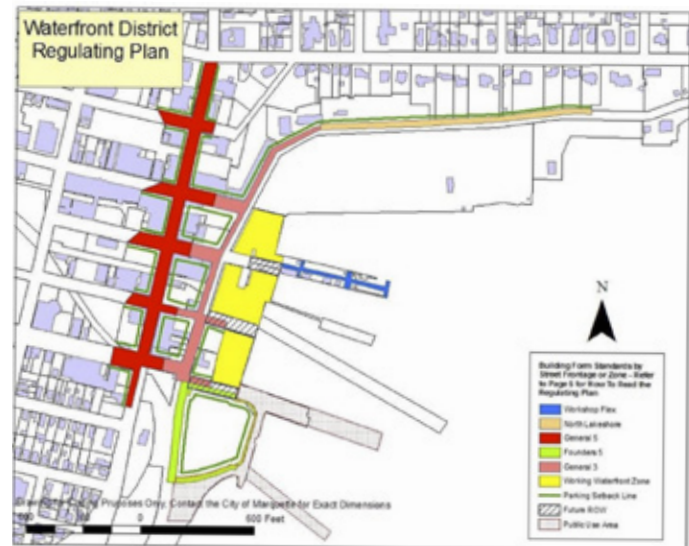 Waterfront District
Regulating Plan
N
Building Form Standards by
Street Frontage or Zone - Refer
to Page 5 for How To Read the
Regulating Plan
Workshop Flex
North Lakeshore
General 5
Founders 5
General 3
Working Waterfront Zone
Parking Setback Line
Future ROW
Public Use Area
Purposes Only. Contact the City of Marquette for Exact Dimensions
0
600 Feet